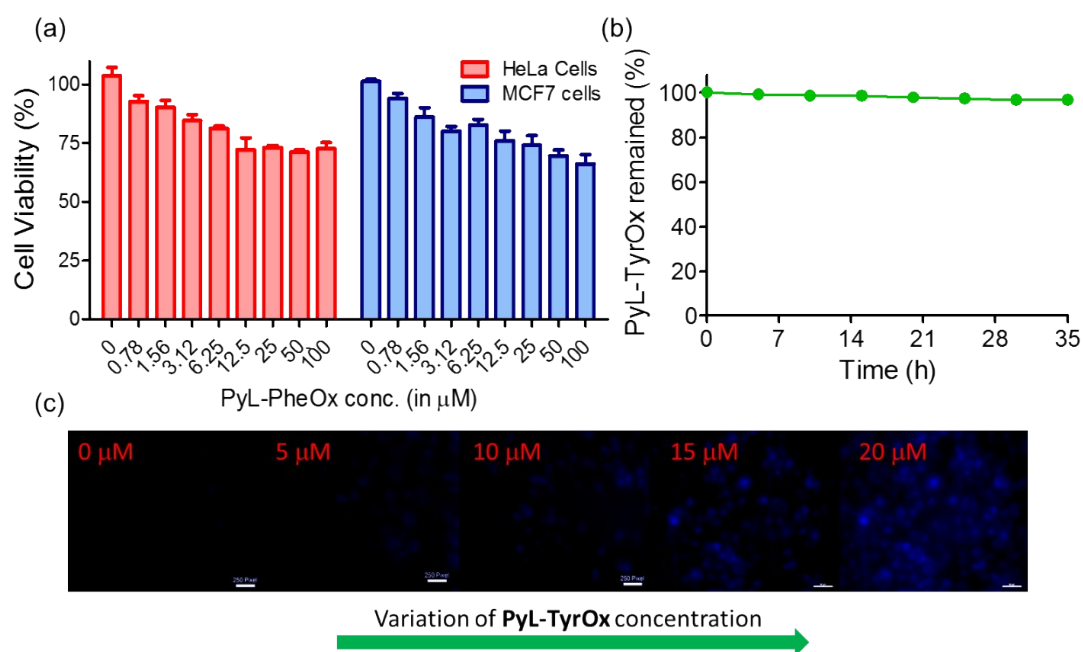 (a)
Cell Viability (%)
100
75
50
25
0
HeLa Cells
MCF7 cells
0 0.78 1.56 3.12 6.25 12.5 25 50 100 0 0.78 1.56 3.12 6.25 12.5 25 50 100
PyL-PheOx conc. (in μM)
(b)
PyL-TyrOx remained (%)
100
80
60
40
20
0
0 7 14 21 28 35
Time (h)
(c)
0 μM 5 μM 10 μM 15 μM 20 μM
250 Pixel 250 Pixel 250 Pixel
Variation of PyL-TyrOx concentration